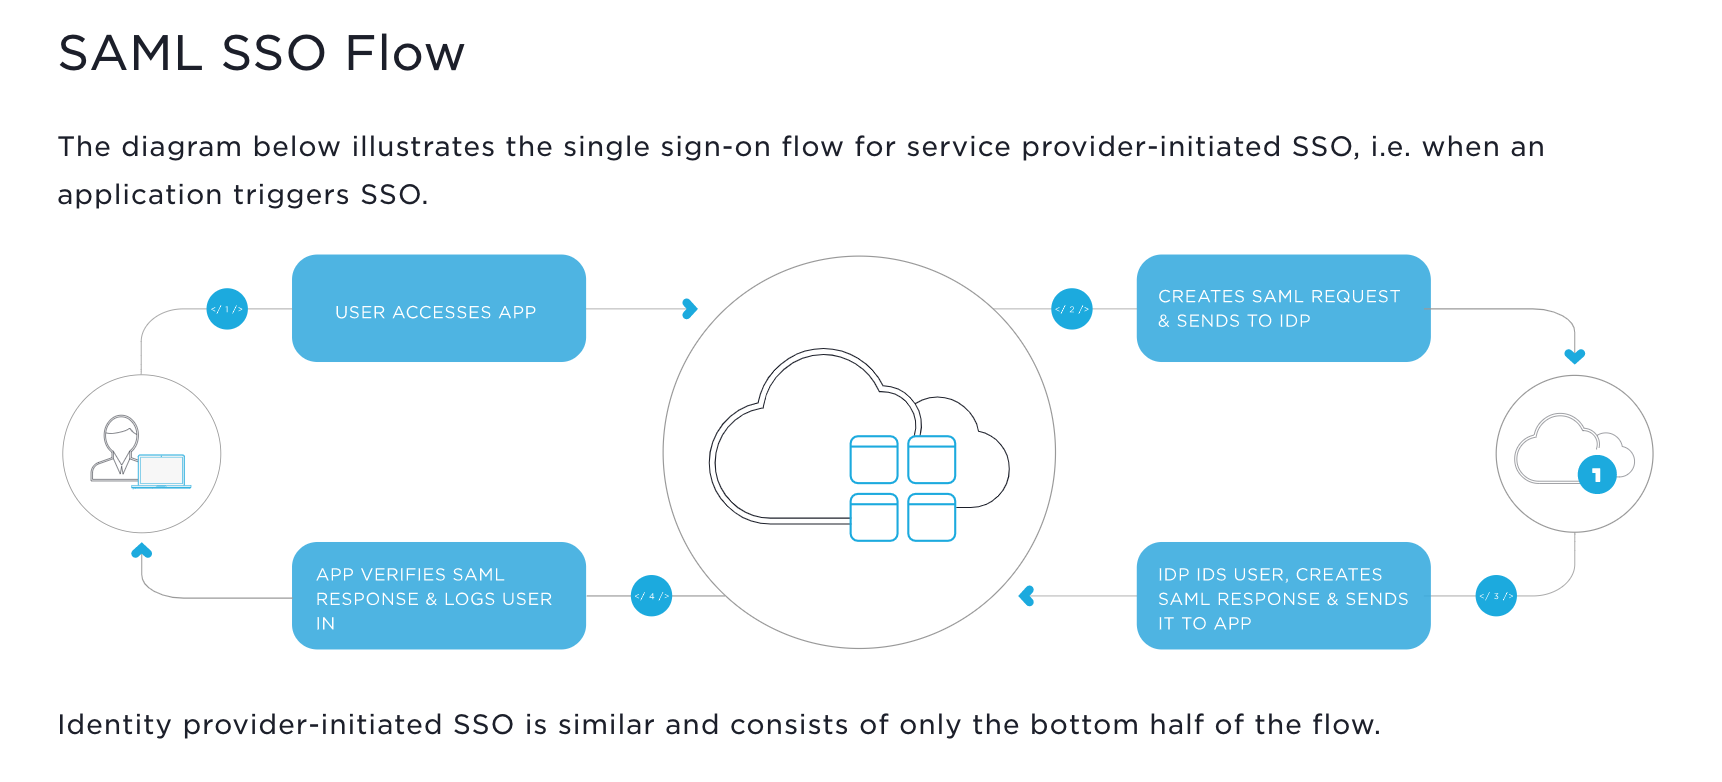 SAML SSO Flow
The diagram below illustrates the single sign-on flow for service provider-initiated SSO, i.e. when an
application triggers SSO.
</ 1 />
USER ACCESSES APP
</ 2 />
CREATES SAML REQUEST
& SENDS TO IDP
1
APP VERIFIES SAML
RESPONSE & LOGS USER
IN
</ 4 />
IDP IDS USER, CREATES
SAML RESPONSE & SENDS
IT TO APP
</ 3 />
Identity provider-initiated SSO is similar and consists of only the bottom half of the flow.